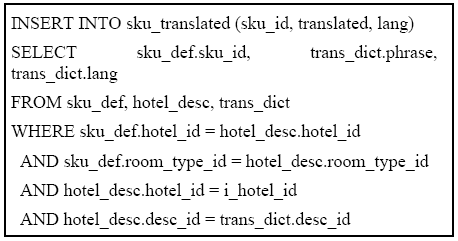 INSERT INTO sku_translated (sku_id, translated, lang)
SELECT sku_def.sku_id, trans_dict.phrase,
trans_dict.lang
FROM sku_def, hotel_desc, trans_dict
WHERE sku_def.hotel_id = hotel_desc.hotel_id
AND sku_def.room_type_id = hotel_desc.room_type_id
AND hotel_desc.hotel_id = i_hotel_id
AND hotel_desc.desc_id = trans_dict.desc_id